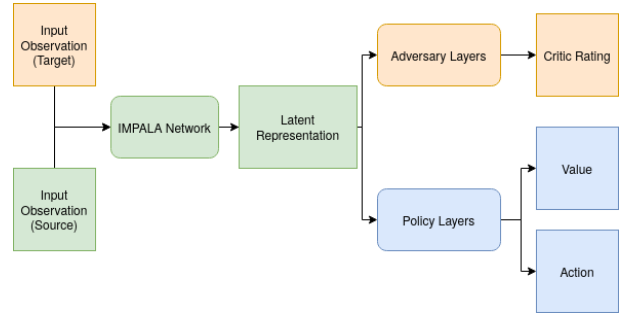 Input
Observation
(Target)
Input
Observation
(Source)
IMPALA Network
Latent
Representation
Adversary Layers
Critic Rating
Policy Layers
Value
Action